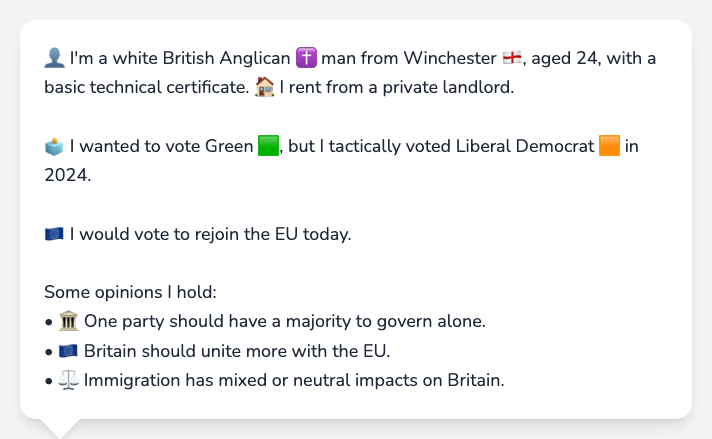 👤 I'm a white British Anglican ✝️ man from Winchester 🏴󠁧󠁢󠁥󠁮󠁧󠁿, aged 24, with a
basic technical certificate. 🏠 I rent from a private landlord.
🗳️ I wanted to vote Green 🟩, but I tactically voted Liberal Democrat 🟧 in
2024.
🇪🇺 I would vote to rejoin the EU today.
Some opinions I hold:
• 🏛️ One party should have a majority to govern alone.
• 🇪🇺 Britain should unite more with the EU.
• ⚖️ Immigration has mixed or neutral impacts on Britain.